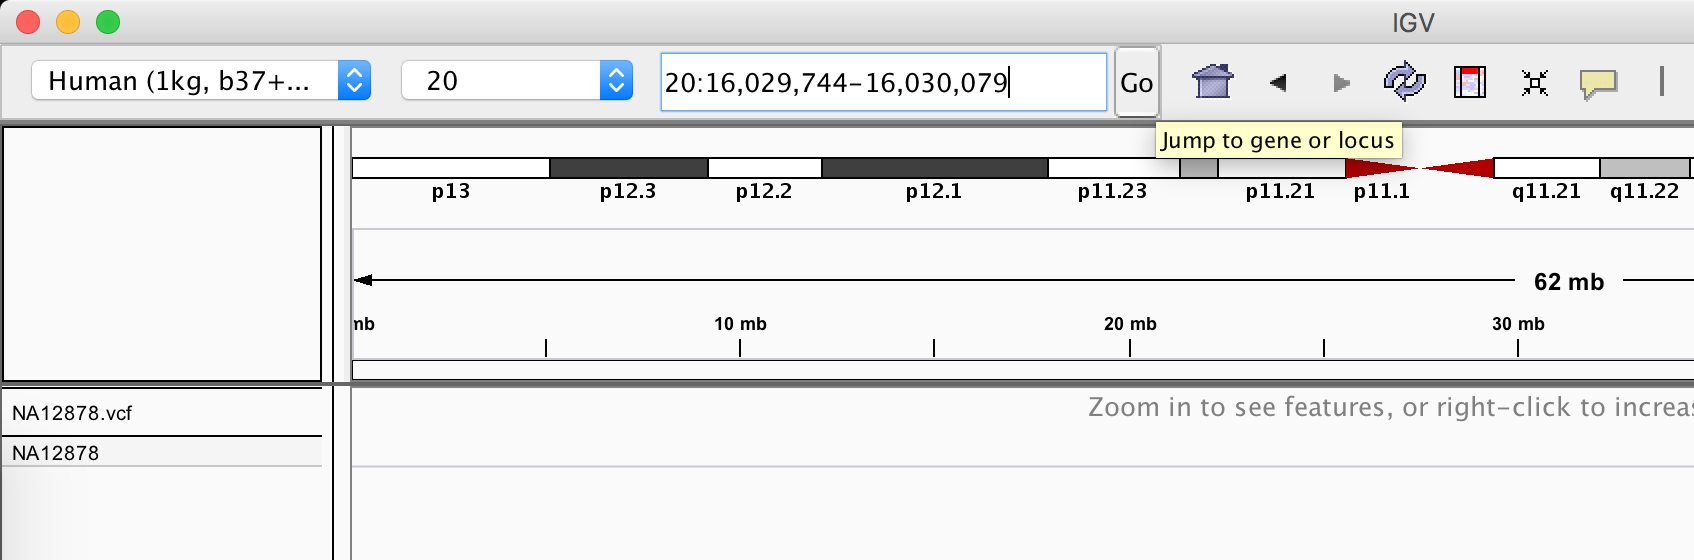 IGV
Human (1kg, b37+... 20 20:16,029,744-16,030,079 Go
Jump to gene or locus
p13 p12.3 p12.2 p12.1 p11.23 p11.21 p11.1 q11.21 q11.22
62 mb
mb 10 mb 20 mb 30 mb
NA12878.vcf Zoom in to see features, or right-click to increas
NA12878